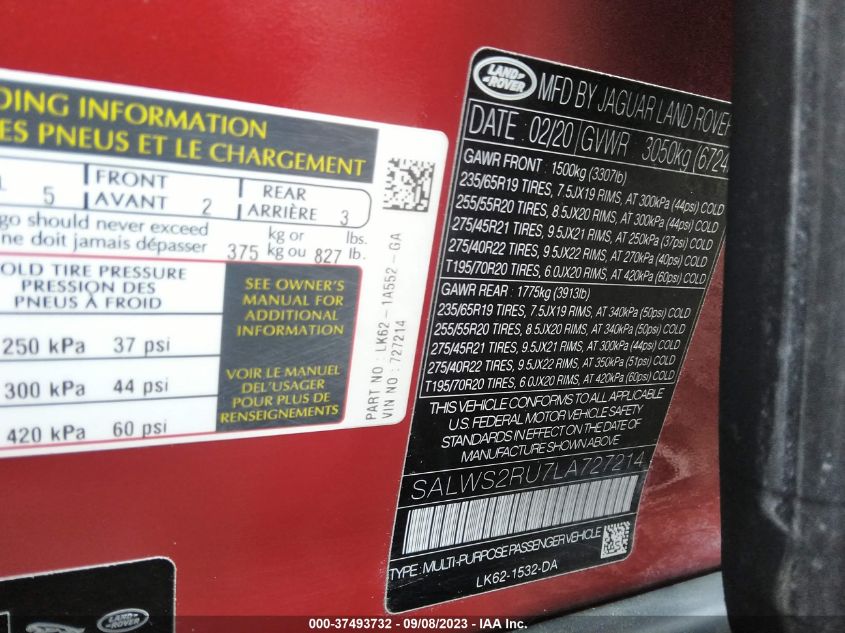 DING INFORMATION
ES PNEUS ET LE CHARGEMENT
5
FRONT
AVANT 2
REAR
ARRIÈRE 3
go should never exceed
ne doit jamais dépasser
375 kg or
kg ou 827 lbs.
lb.
OLD TIRE PRESSURE
PRESSION DES
PNEUS À FROID
250 kPa 37 psi
300 kPa 44 psi
420 kPa 60 psi
SEE OWNER'S
MANUAL FOR
ADDITIONAL
INFORMATION
VOIR LE MANUEL
DEL'USAGER
POUR PLUS DE
RENSEIGNEMENTS
PART NO : LK62 - 1A552 - GA
VIN NO : 727214
LAND ROVER
MFD BY JAGUAR LAND ROVER
DATE: 02/20 GVWR 3050kg (6724
GAWR FRONT : 1500kg (3307lb)
235/65R19 TIRES, 7.5JX19 RIMS, AT 300kPa (44psi) COLD
255/55R20 TIRES, 8.5JX20 RIMS, AT 300kPa (44psi) COLD
275/45R21 TIRES, 9.5JX21 RIMS, AT 250kPa (37psi) COLD
275/40R22 TIRES, 9.5JX22 RIMS, AT 270kPa (40psi) COLD
T195/70R20 TIRES, 6.0JX20 RIMS, AT 420kPa (60psi) COLD
GAWR REAR : 1775kg (3913lb)
235/65R19 TIRES, 7.5JX19 RIMS, AT 340kPa (50psi) COLD
255/55R20 TIRES, 8.5JX20 RIMS, AT 340kPa (50psi) COLD
275/45R21 TIRES, 9.5JX21 RIMS, AT 300kPa (44psi) COLD
275/40R22 TIRES, 9.5JX22 RIMS, AT 350kPa (51psi) COLD
T195/70R20 TIRES, 6.0JX20 RIMS, AT 420kPa (60psi) COLD
THIS VEHICLE CONFORMS TO ALL APPLICABLE
U.S. FEDERAL MOTOR VEHICLE SAFETY
STANDARDS IN EFFECT ON THE DATE OF
MANUFACTURE SHOWN ABOVE
SALWS2RU7LA727214
TYPE: MULTI-PURPOSE PASSENGER VEHICLE
LK62-1532-DA
LAND ROVER
000-37493732 - 09/08/2023 - IAA Inc.